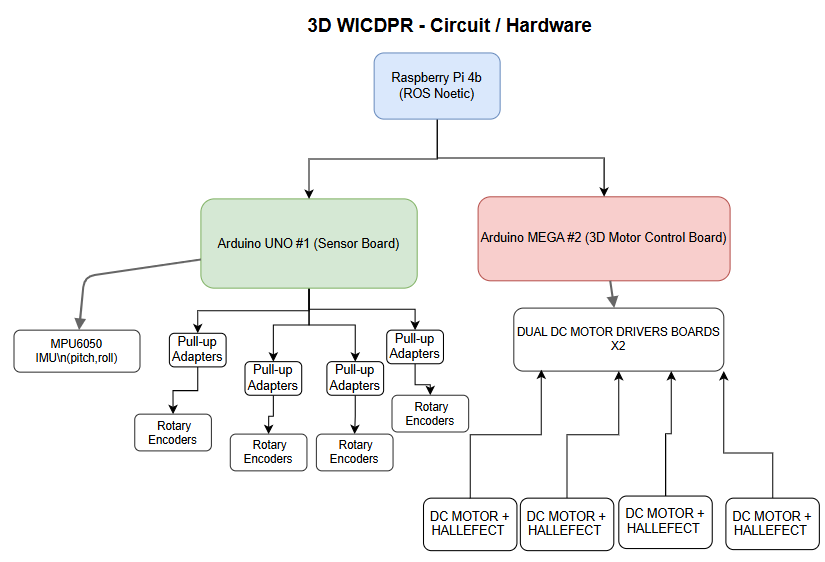 3D WICDPR - Circuit / Hardware
Raspberry Pi 4b
(ROS Noetic)
Arduino UNO #1 (Sensor Board)
Arduino MEGA #2 (3D Motor Control Board)
MPU6050
IMU\n(pitch,roll)
Pull-up
Adapters
Pull-up
Adapters
Pull-up
Adapters
Pull-up
Adapters
DUAL DC MOTOR DRIVERS BOARDS
X2
Rotary
Encoders
Rotary
Encoders
Rotary
Encoders
Rotary
Encoders
DC MOTOR +
HALLEFECT
DC MOTOR +
HALLEFECT
DC MOTOR +
HALLEFECT
DC MOTOR +
HALLEFECT